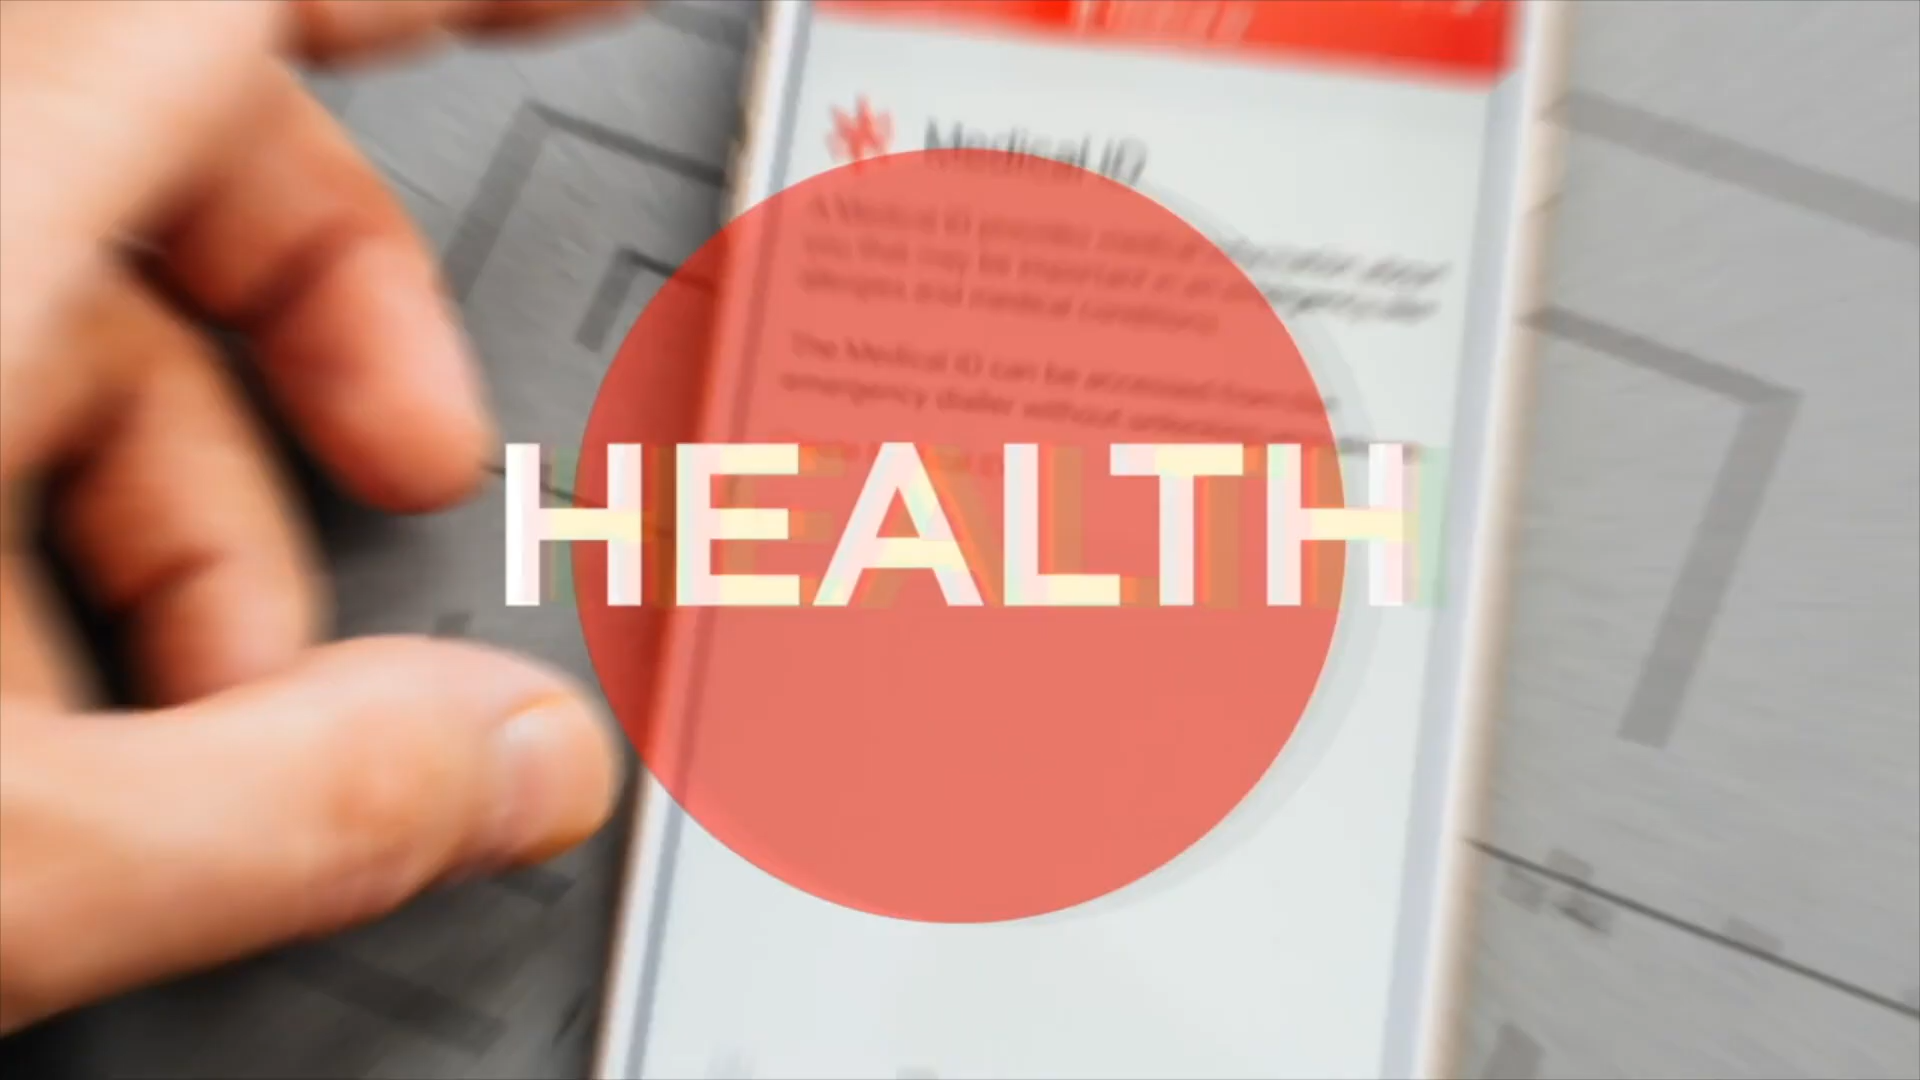 Medical ID
A Medical ID provides medical information about
you that may be important in an emergency, like
allergies and medical conditions.
The Medical ID can be accessed from the
emergency dialler without unlocking
HEALTH